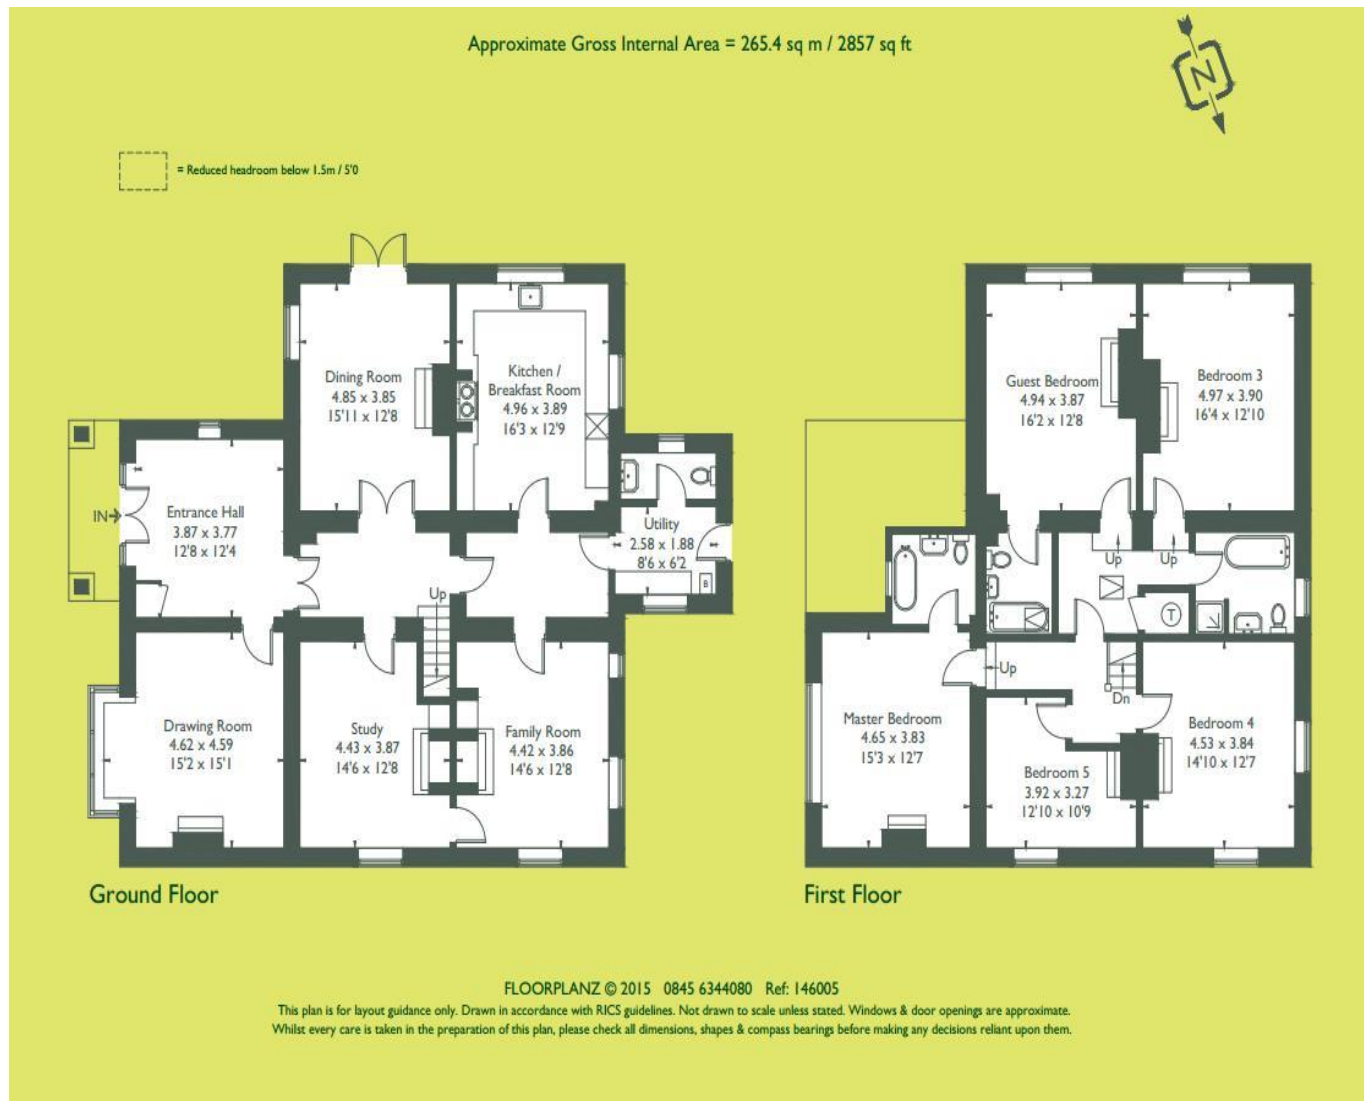 Approximate Gross Internal Area = 265.4 sq m / 2857 sq ft
N
= Reduced headroom below 1.5m / 5'0
Dining Room
4.85 x 3.85
15'11 x 12'8
Kitchen /
Breakfast Room
4.96 x 3.89
16'3 x 12'9
Entrance Hall
3.87 x 3.77
12'8 x 12'4
IN
Utility
2.58 x 1.88
8'6 x 6'2
B
Up
Drawing Room
4.62 x 4.59
15'2 x 15'1
Study
4.43 x 3.87
14'6 x 12'8
Family Room
4.42 x 3.86
14'6 x 12'8
Ground Floor
Guest Bedroom
4.94 x 3.87
16'2 x 12'8
Bedroom 3
4.97 x 3.90
16'4 x 12'10
Up
Up
T
Up
Dn
Master Bedroom
4.65 x 3.83
15'3 x 12'7
Bedroom 5
3.92 x 3.27
12'10 x 10'9
Bedroom 4
4.53 x 3.84
14'10 x 12'7
First Floor
FLOORPLANZ © 2015 0845 6344080 Ref: 146005
This plan is for layout guidance only. Drawn in accordance with RICS guidelines. Not drawn to scale unless stated. Windows & door openings are approximate.
Whilst every care is taken in the preparation of this plan, please check all dimensions, shapes & compass bearings before making any decisions reliant upon them.